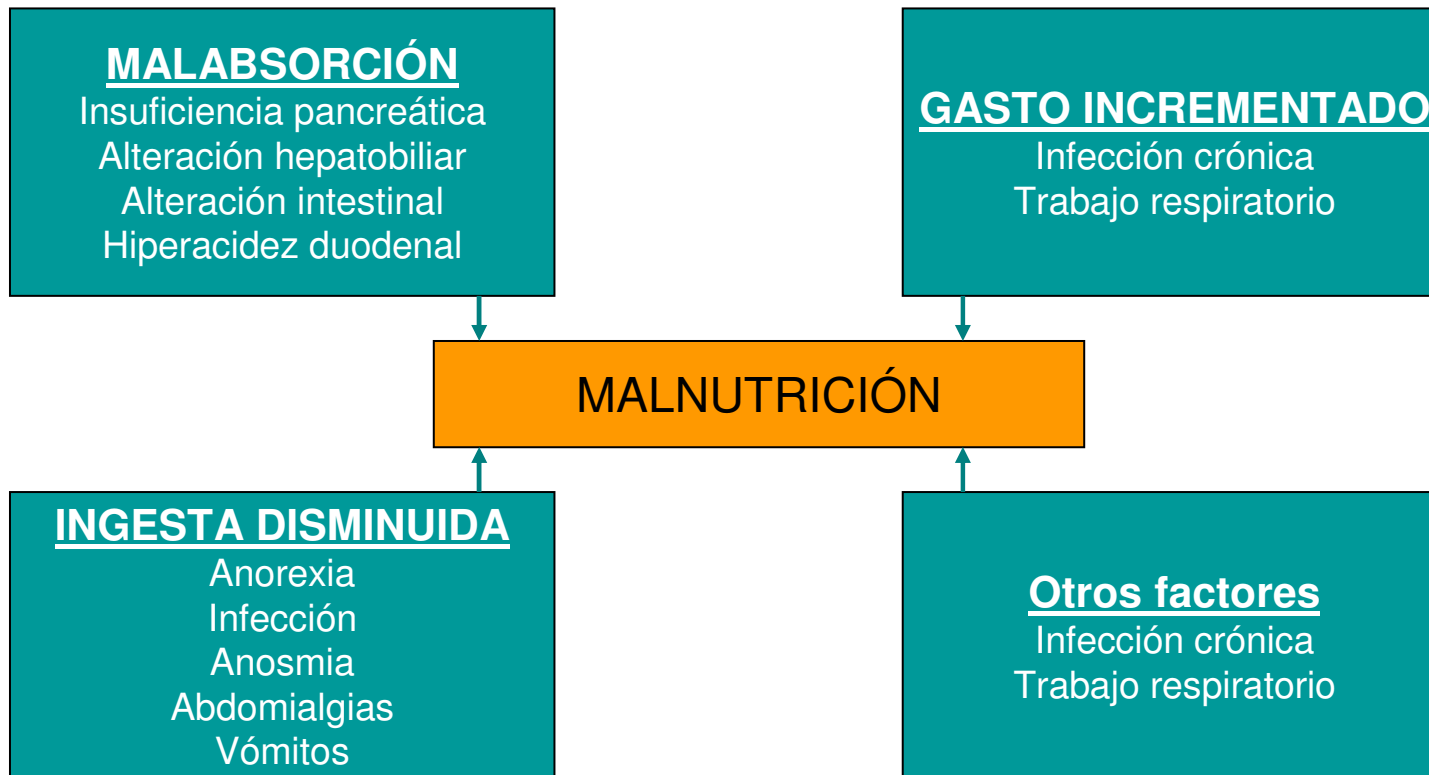 MALABSORCIÓN
Insuficiencia pancreática
Alteración hepatobiliar
Alteración intestinal
Hiperacidez duodenal
GASTO INCREMENTADO
Infección crónica
Trabajo respiratorio
MALNUTRICIÓN
INGESTA DISMINUIDA
Anorexia
Infección
Anosmia
Abdomialgias
Vómitos
Otros factores
Infección crónica
Trabajo respiratorio